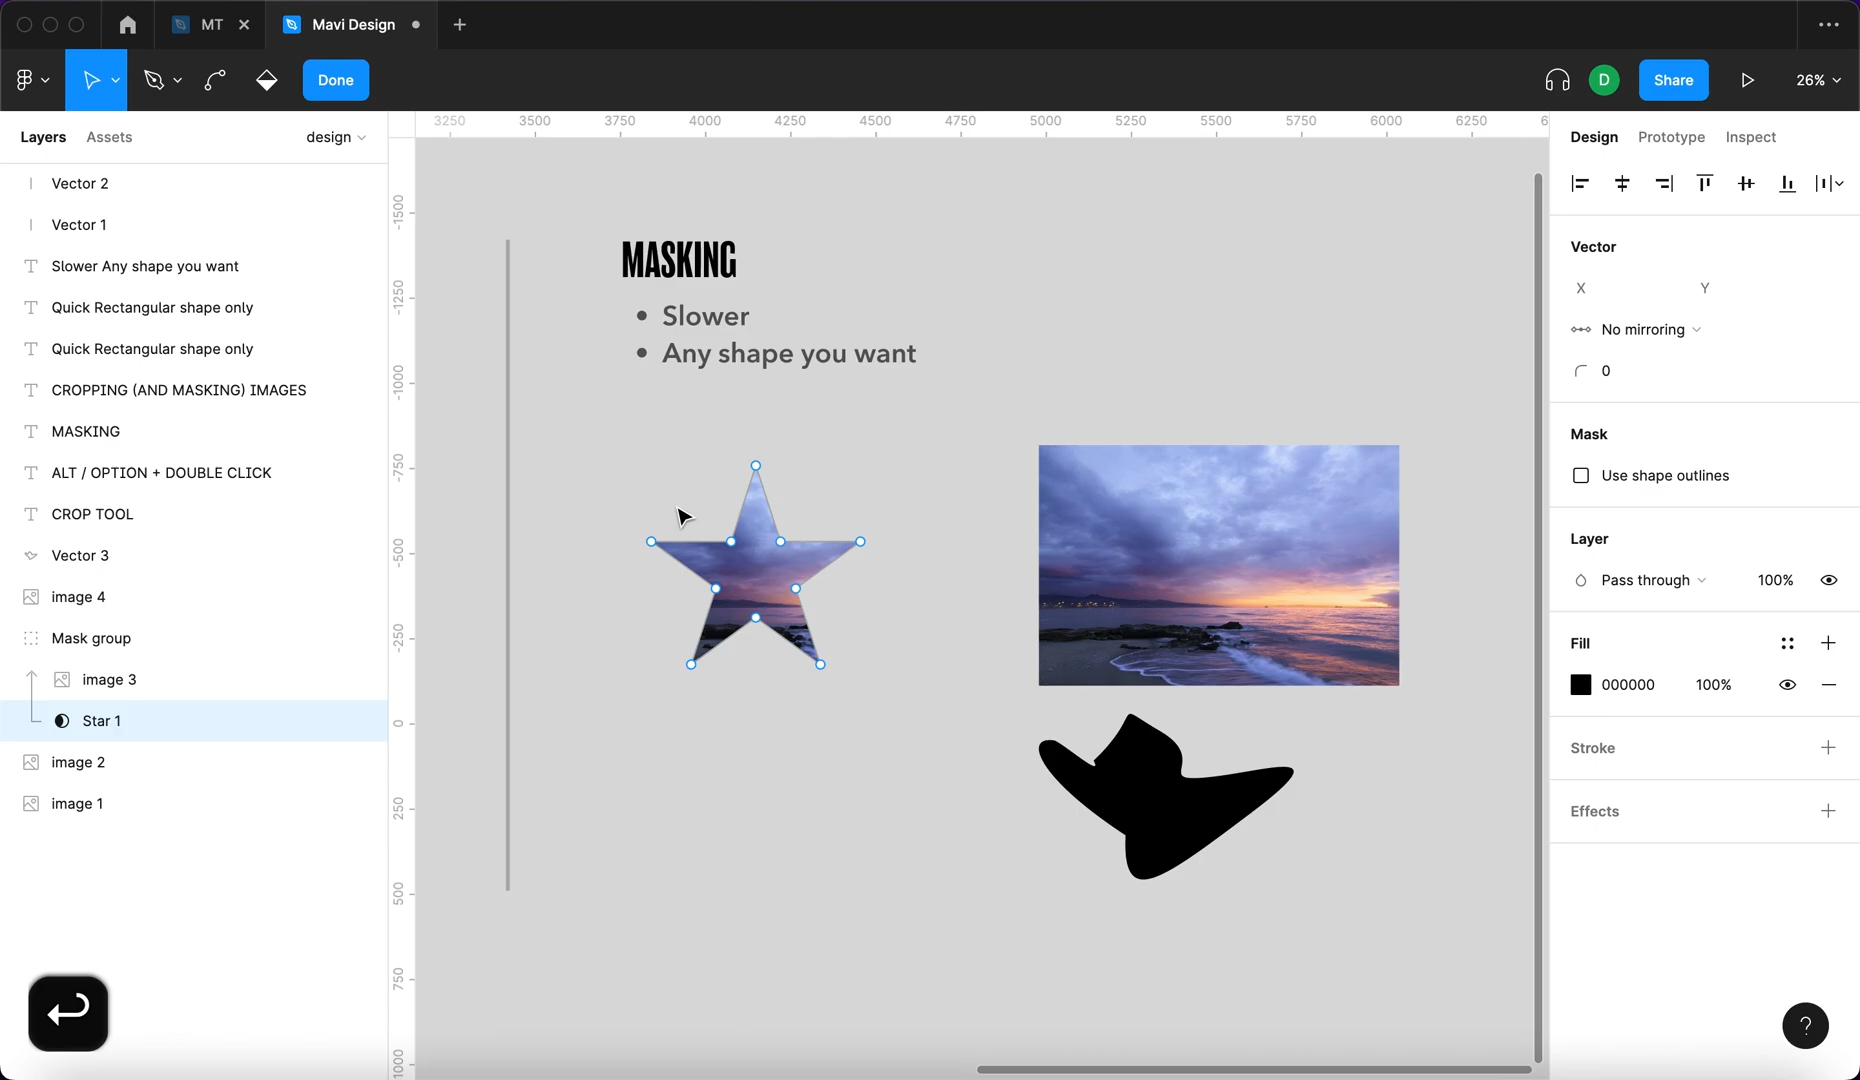 MT
Mavi Design
Done
D
Share
26%
Layers
Assets
design
3250 3500 3750 4000 4250 4500 4750 5000 5250 5500 5750 6000 6250 6
Design
Prototype
Inspect
Vector 2
Vector 1
Slower Any shape you want
Quick Rectangular shape only
Quick Rectangular shape only
CROPPING (AND MASKING) IMAGES
MASKING
ALT / OPTION + DOUBLE CLICK
CROP TOOL
Vector 3
image 4
Mask group
image 3
Star 1
image 2
image 1
-1500
-1250
-1000
-750
-500
-250
0
250
500
750
1000
MASKING
• Slower
• Any shape you want
Vector
X Y
No mirroring
0
Mask
Use shape outlines
Layer
Pass through 100%
Fill
000000 100%
Stroke
Effects
?